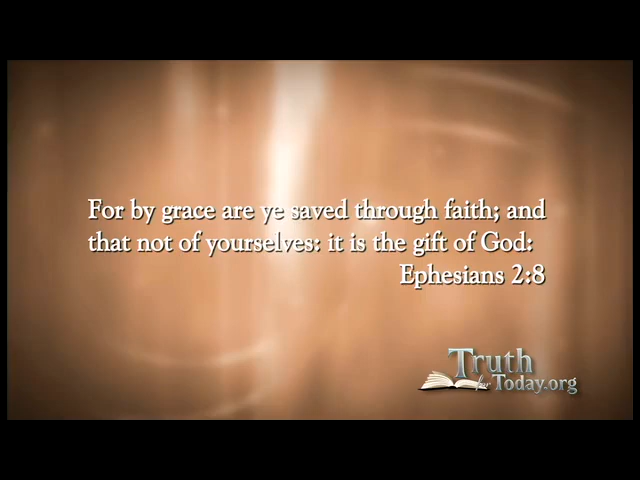 For by grace are ye saved through faith; and
that not of yourselves: it is the gift of God:
Ephesians 2:8
Truth
for Today.org